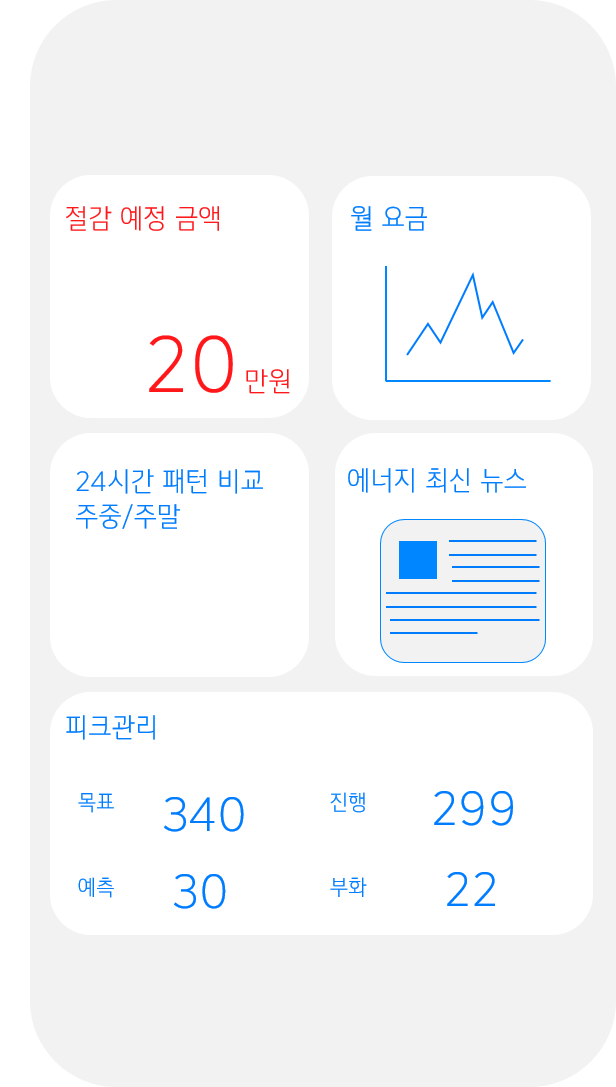 절감 예정 금액
20 만원
월 요금
24시간 패턴 비교
주중/주말
에너지 최신 뉴스
피크관리
목표 340 진행 299
예측 30 부화 22